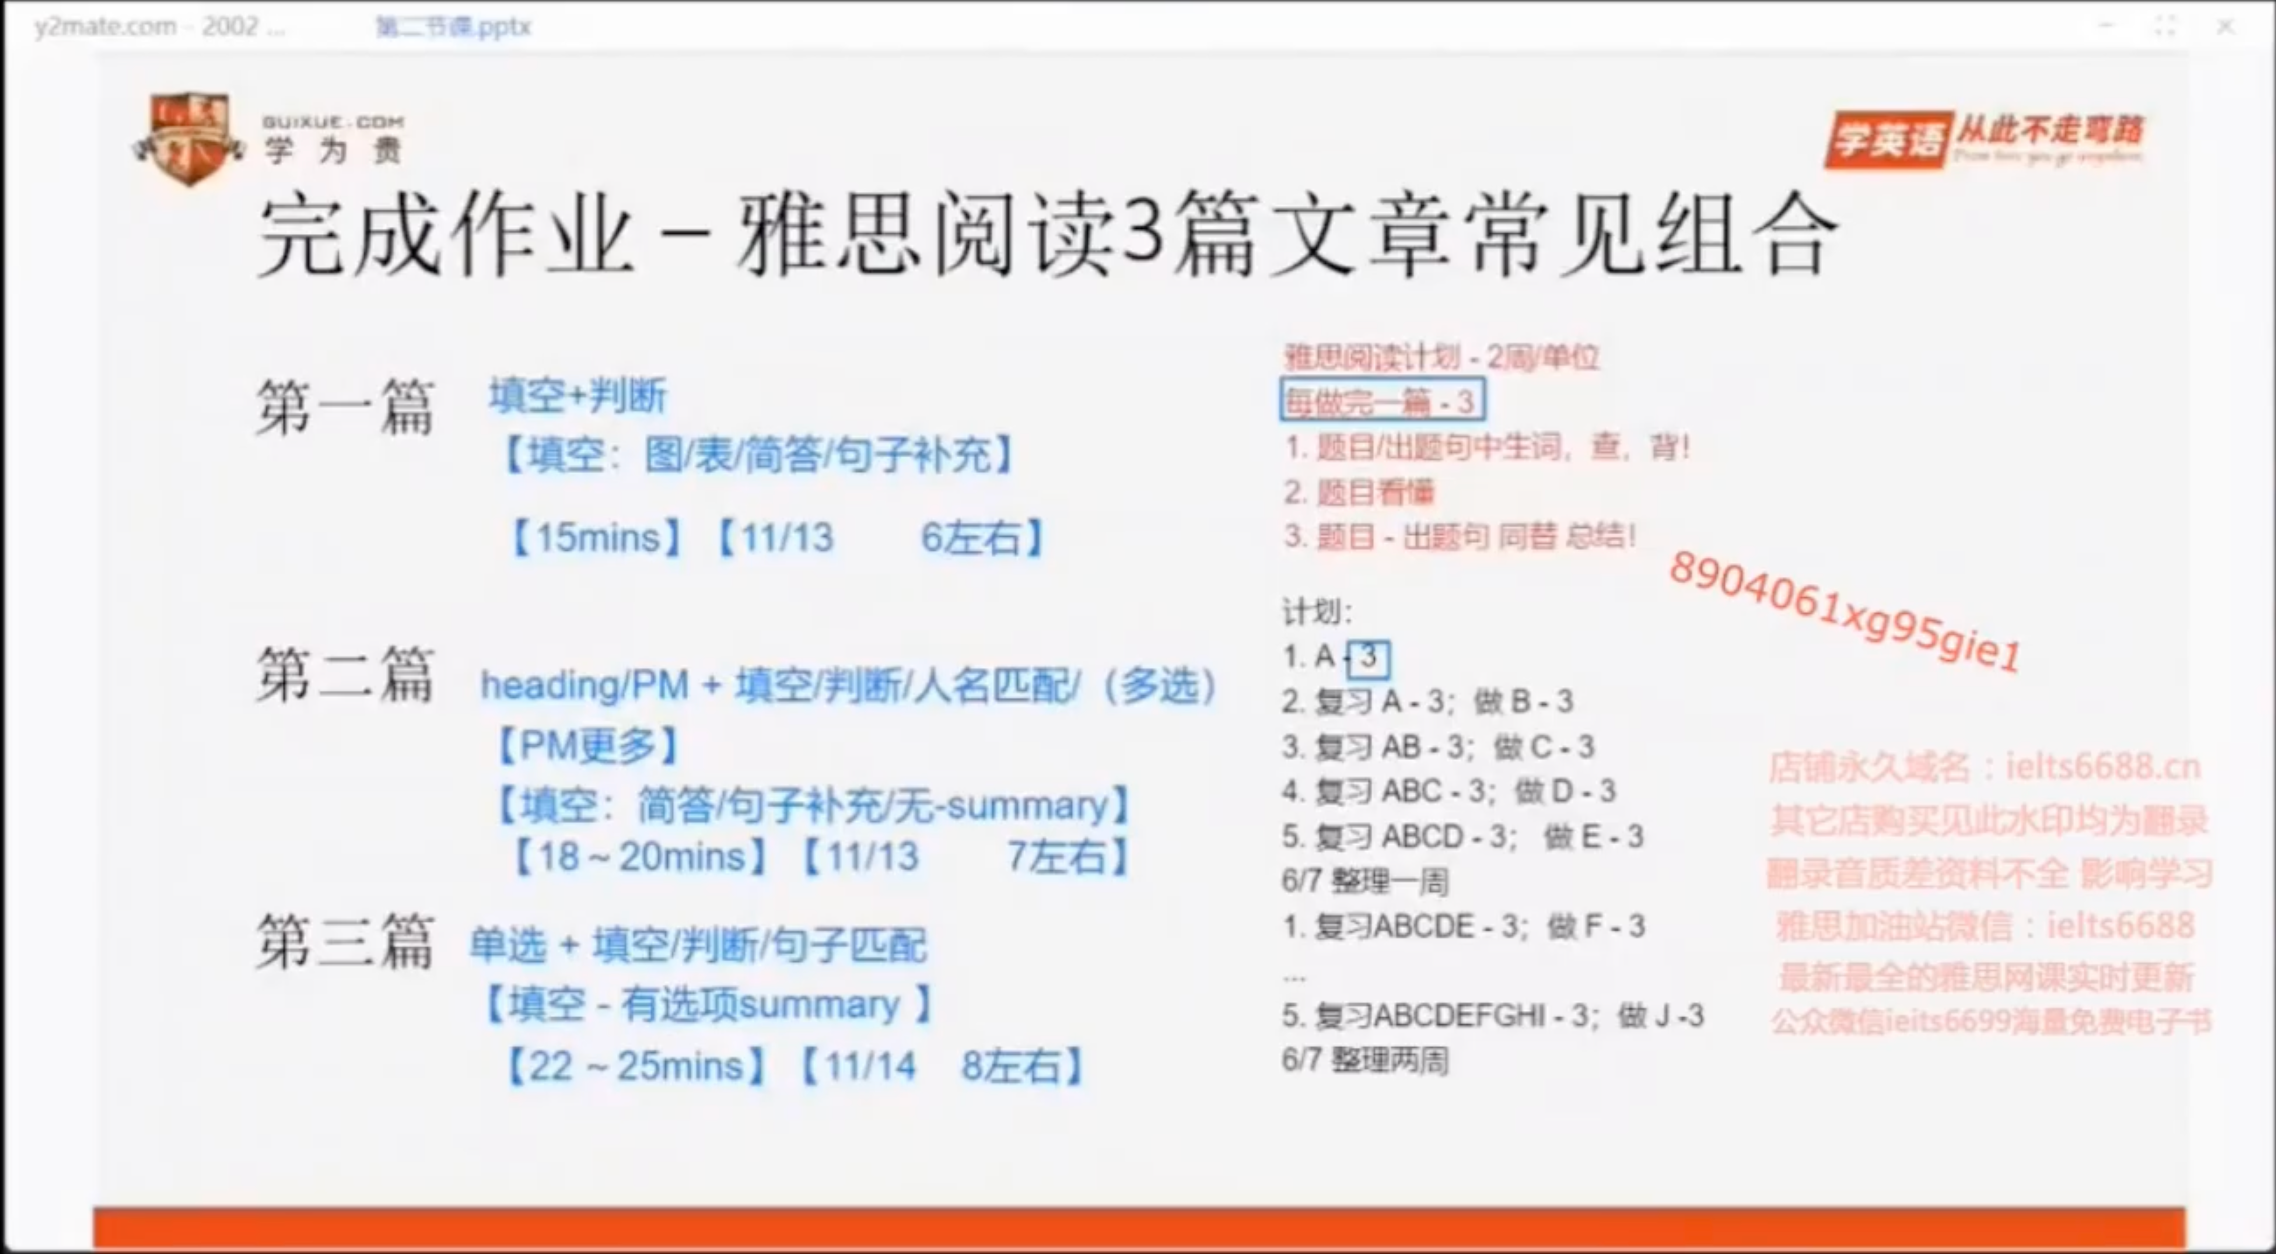 y2mate.com - 2002 ...
第二节课.pptx
GUIXUE.COM
学为贵
学英语 从此不走弯路
完成作业 – 雅思阅读3篇文章常见组合
第一篇
填空+判断
【填空：图/表/简答/句子补充】
【15mins】【11/13 6左右】
第二篇
heading/PM + 填空/判断/人名匹配/（多选）
【PM更多】
【填空：简答/句子补充/无-summary】
【18 ~ 20mins】【11/13 7左右】
第三篇
单选 + 填空/判断/句子匹配
【填空 - 有选项summary 】
【22 ~ 25mins】【11/14 8左右】
雅思阅读计划 - 2周/单位
每做完一篇 - 3
1. 题目/出题句中生词，查，背！
2. 题目看懂
3. 题目 - 出题句 同替 总结！
8904061xg95gie1
计划：
1. A - 3
2. 复习 A - 3；做 B - 3
3. 复习 AB - 3；做 C - 3
4. 复习 ABC - 3；做 D - 3
5. 复习 ABCD - 3； 做 E - 3
6/7 整理一周
1. 复习ABCDE - 3；做 F - 3
...
5. 复习ABCDEFGHI - 3；做 J -3
6/7 整理两周
店铺永久域名：ielts6688.cn
其它店购买见此水印均为翻录
翻录音质差资料不全 影响学习
雅思加油站微信：ielts6688
最新最全的雅思网课实时更新
公众微信ieits6699海量免费电子书